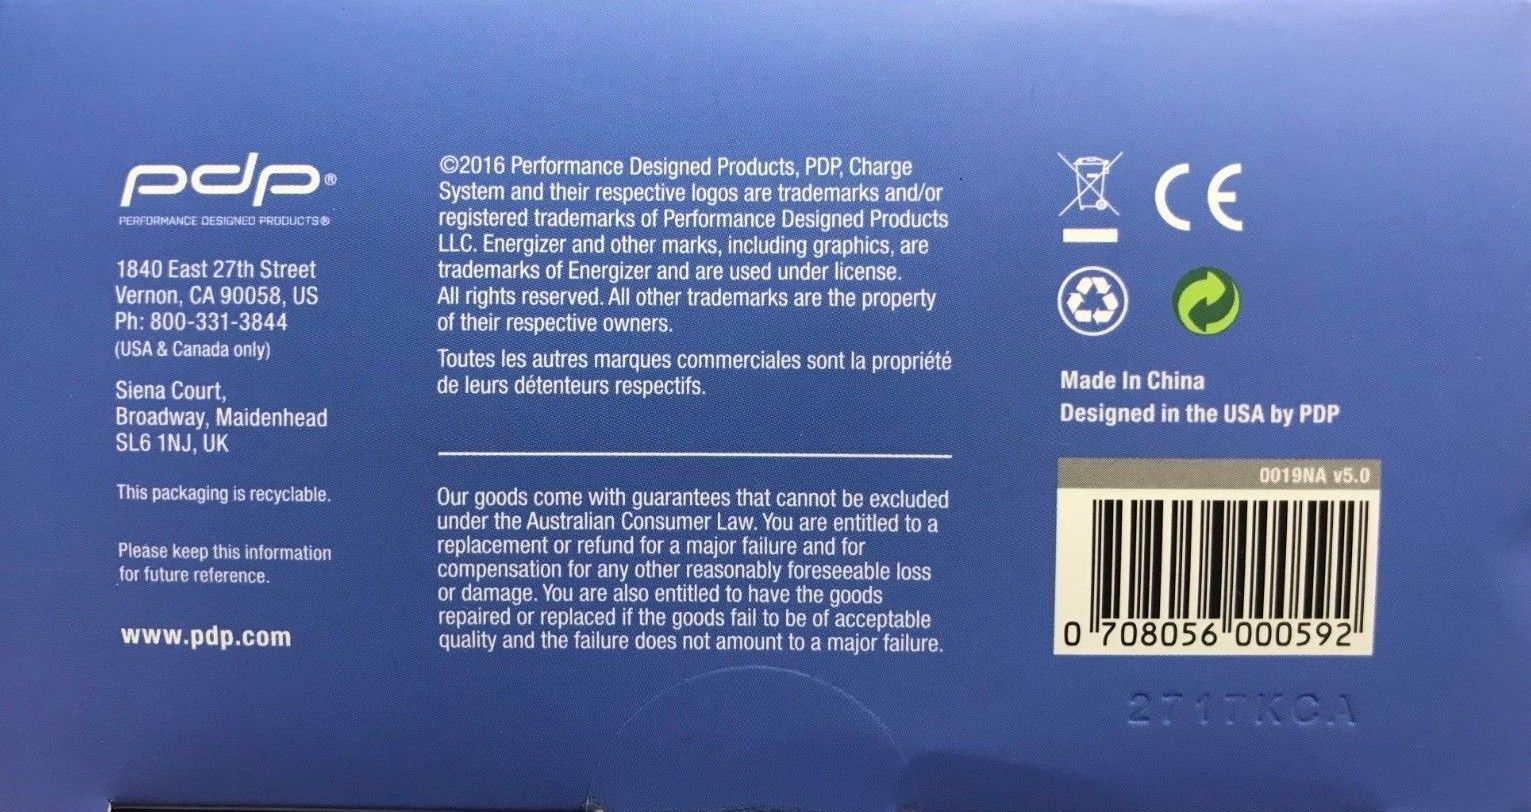 pdp®
PERFORMANCE DESIGNED PRODUCTS®
1840 East 27th Street
Vernon, CA 90058, US
Ph: 800-331-3844
(USA & Canada only)
Siena Court,
Broadway, Maidenhead
SL6 1NJ, UK
This packaging is recyclable.
Please keep this information
for future reference.
www.pdp.com
©2016 Performance Designed Products, PDP, Charge
System and their respective logos are trademarks and/or
registered trademarks of Performance Designed Products
LLC. Energizer and other marks, including graphics, are
trademarks of Energizer and are used under license.
All rights reserved. All other trademarks are the property
of their respective owners.
Toutes les autres marques commerciales sont la propriété
de leurs détenteurs respectifs.
Our goods come with guarantees that cannot be excluded
under the Australian Consumer Law. You are entitled to a
replacement or refund for a major failure and for
compensation for any other reasonably foreseeable loss
or damage. You are also entitled to have the goods
repaired or replaced if the goods fail to be of acceptable
quality and the failure does not amount to a major failure.
CE
Made In China
Designed in the USA by PDP
0019NA v5.0
0 708056 000592
2717KCA